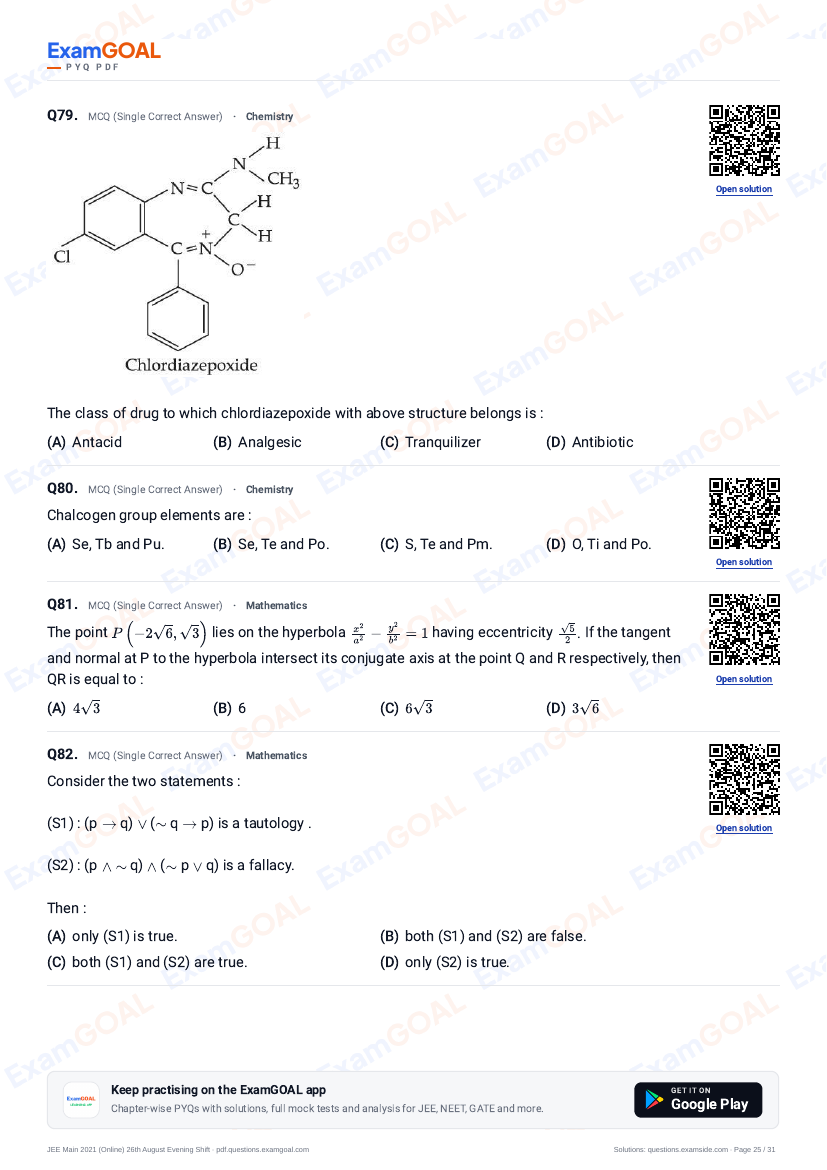 ExamGOAL
PYQ PDF
Q79. MCQ (Single Correct Answer) · Chemistry
Open solution
H
N
CH₃
N=C
H
C
H
+
C=N
O⁻
Cl
Chlordiazepoxide
The class of drug to which chlordiazepoxide with above structure belongs is :
(A) Antacid (B) Analgesic (C) Tranquilizer (D) Antibiotic
Q80. MCQ (Single Correct Answer) · Chemistry
Open solution
Chalcogen group elements are :
(A) Se, Tb and Pu. (B) Se, Te and Po. (C) S, Te and Pm. (D) O, Ti and Po.
Q81. MCQ (Single Correct Answer) · Mathematics
Open solution
The point P(−2√6, √3) lies on the hyperbola x²/a² − y²/b² = 1 having eccentricity √5/2. If the tangent
and normal at P to the hyperbola intersect its conjugate axis at the point Q and R respectively, then
QR is equal to :
(A) 4√3 (B) 6 (C) 6√3 (D) 3√6
Q82. MCQ (Single Correct Answer) · Mathematics
Open solution
Consider the two statements :
(S1) : (p → q) ∨ (∼ q → p) is a tautology .
(S2) : (p ∧ ∼ q) ∧ (∼ p ∨ q) is a fallacy.
Then :
(A) only (S1) is true. (B) both (S1) and (S2) are false.
(C) both (S1) and (S2) are true. (D) only (S2) is true.
Keep practising on the ExamGOAL app
Chapter-wise PYQs with solutions, full mock tests and analysis for JEE, NEET, GATE and more.
GET IT ON
Google Play
JEE Main 2021 (Online) 26th August Evening Shift · pdf.questions.examgoal.com
Solutions: questions.examside.com · Page 25 / 31